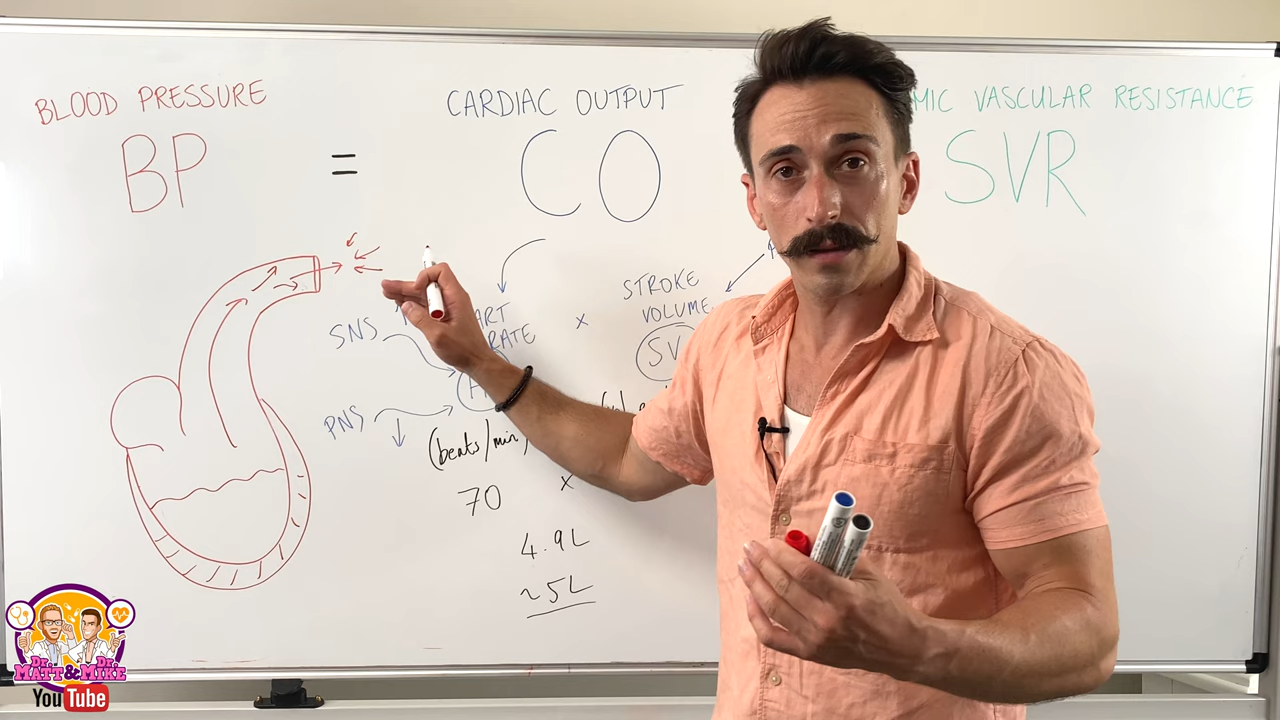 BLOOD PRESSURE
BP
=
CARDIAC OUTPUT
CO
MIC VASCULAR RESISTANCE
SVR
SNS
ART
RATE
x
STROKE
VOLUME
SV
PNS
(beats/min)
70
x
4.9L
~5L
Dr. Dr.
MATT & MIKE
YouTube